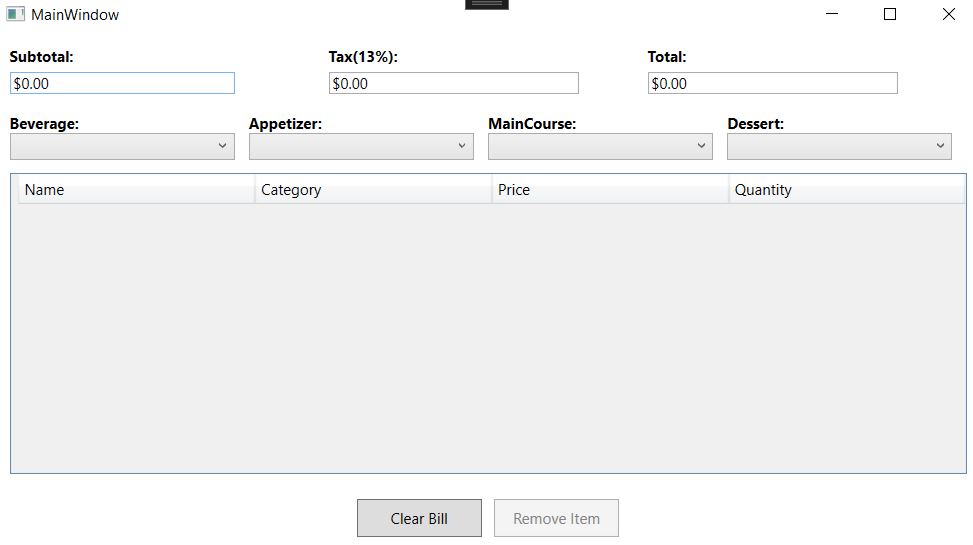 MainWindow
Subtotal: Tax(13%): Total:
$0.00 $0.00 $0.00
Beverage: Appetizer: MainCourse: Dessert:
Name Category Price Quantity
Clear Bill Remove Item